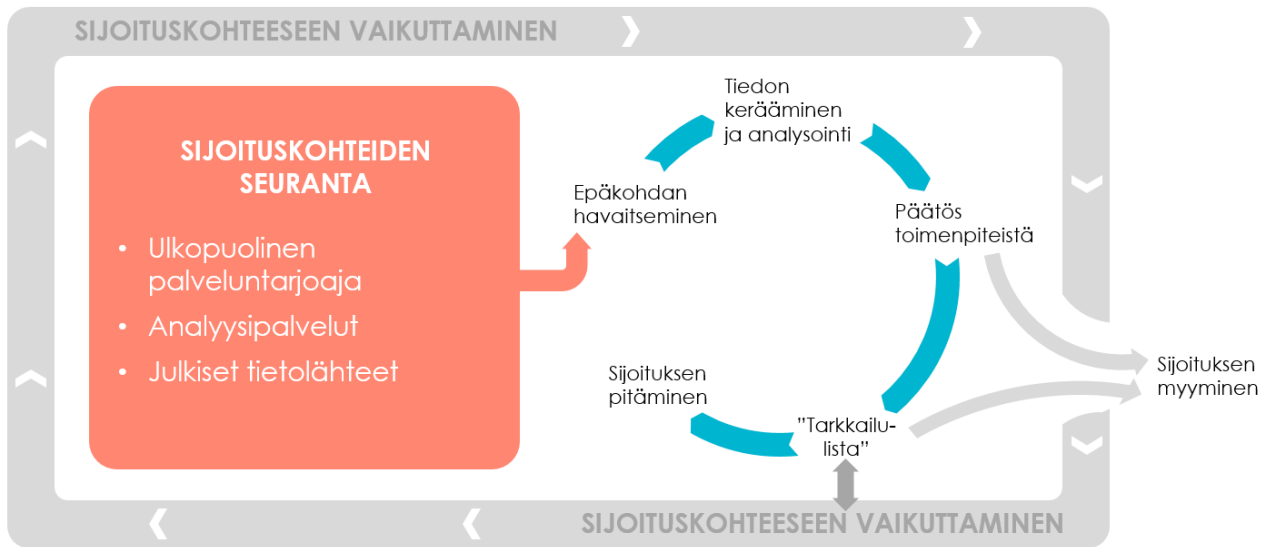 SIJOITUSKOHTEESEEN VAIKUTTAMINEN
SIJOITUSKOHTEIDEN
SEURANTA
• Ulkopuolinen
palveluntarjoaja
• Analyysipalvelut
• Julkiset tietolähteet
Epäkohdan
havaitseminen
Tiedon
kerääminen
ja analysointi
Päätös
toimenpiteistä
Sijoituksen
myyminen
"Tarkkailu-
lista"
Sijoituksen
pitäminen
SIJOITUSKOHTEESEEN VAIKUTTAMINEN